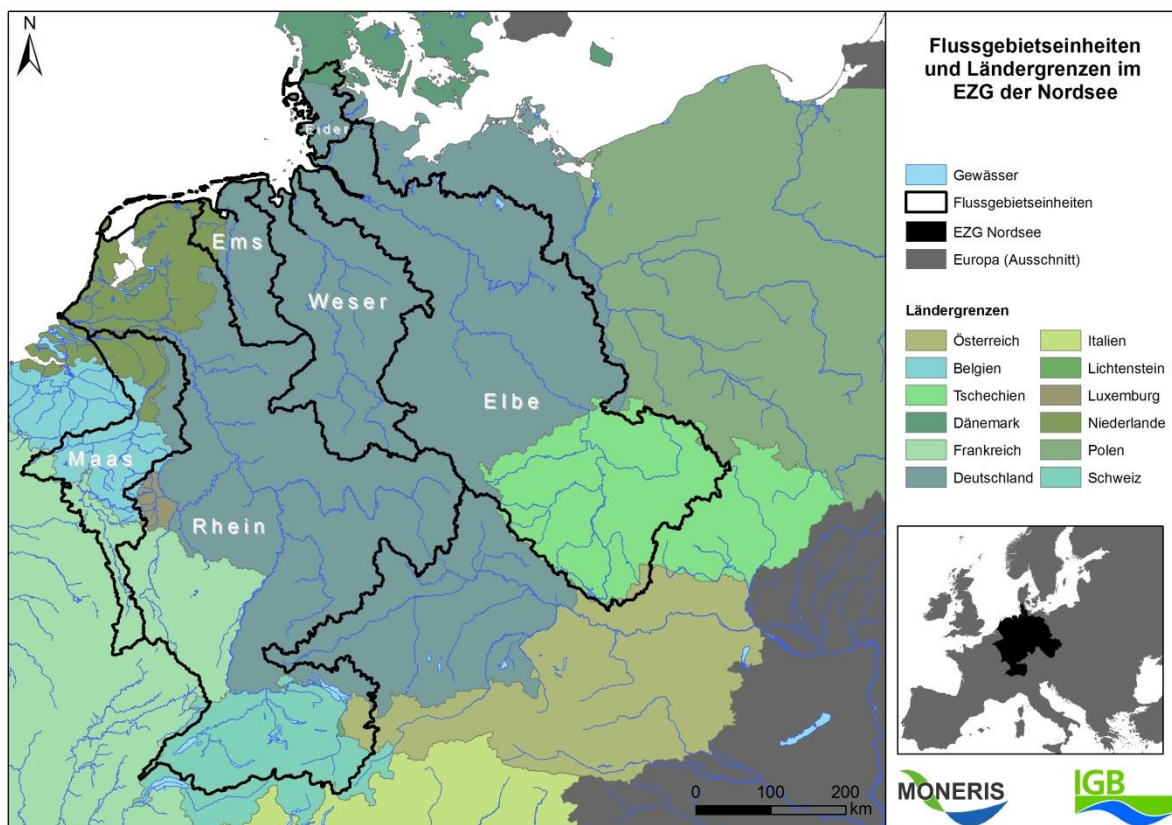 N
Eider
Ems
Weser
Elbe
Maas
Rhein
0 100 200
km
Flussgebietseinheiten
und Ländergrenzen im
EZG der Nordsee
Gewässer
Flussgebietseinheiten
EZG Nordsee
Europa (Ausschnitt)
Ländergrenzen
Österreich
Belgien
Tschechien
Dänemark
Frankreich
Deutschland
Italien
Lichtenstein
Luxemburg
Niederlande
Polen
Schweiz
MONERIS
IGB